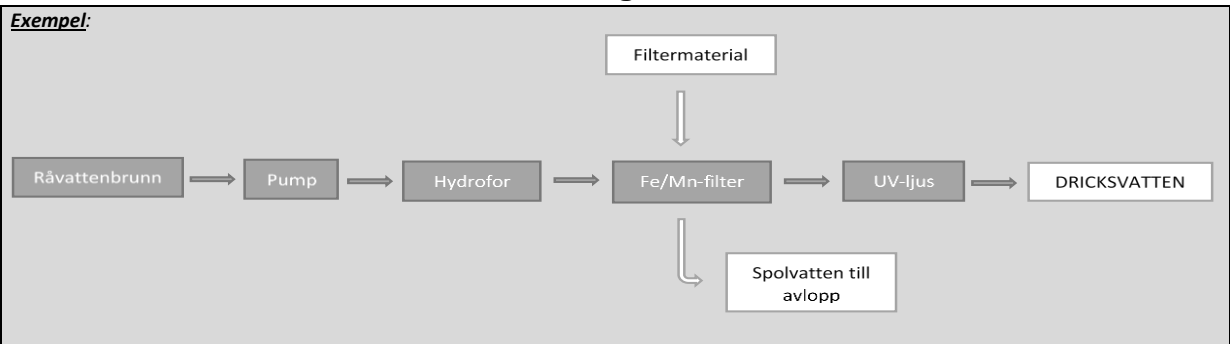 Exempel:
Filtermaterial
Råvattenbrunn
Pump
Hydrofor
Fe/Mn-filter
UV-ljus
DRICKSVATTEN
Spolvatten till
avlopp